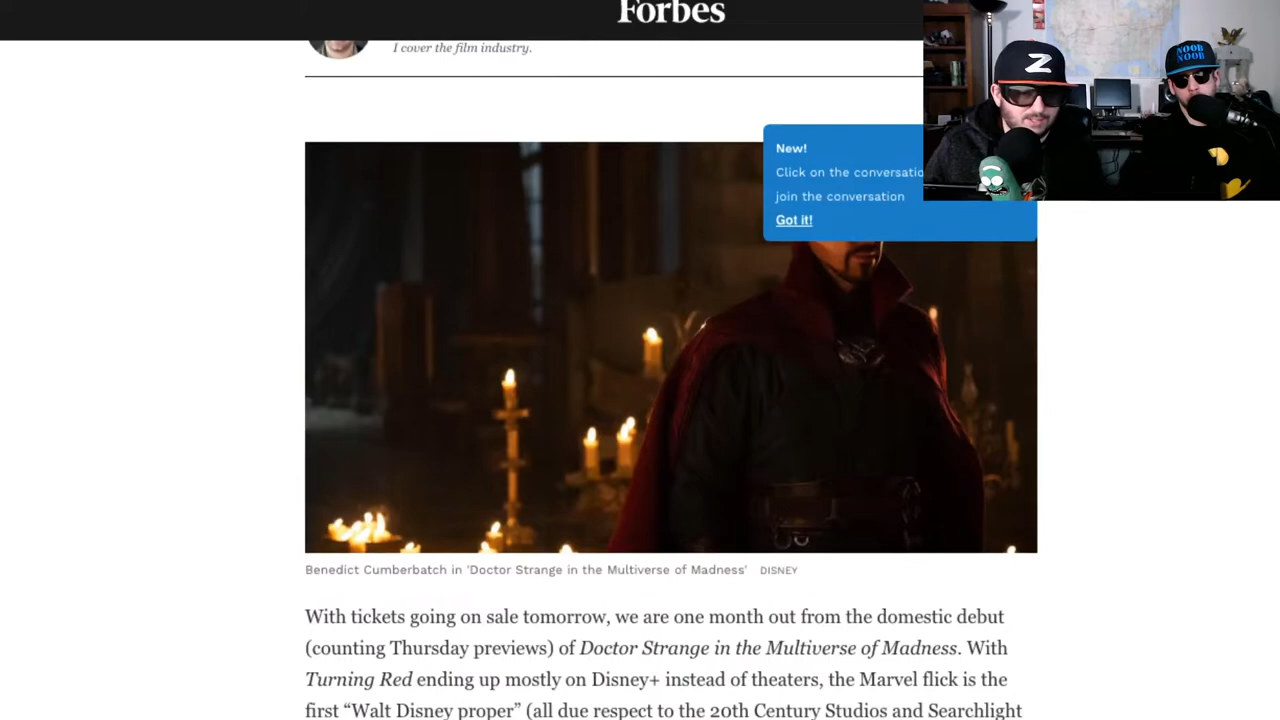 Forbes
I cover the film industry.
Z
NOOB
NOOB
New!
Click on the conversatio
join the conversation
Got it!
Benedict Cumberbatch in 'Doctor Strange in the Multiverse of Madness' DISNEY
With tickets going on sale tomorrow, we are one month out from the domestic debut
(counting Thursday previews) of Doctor Strange in the Multiverse of Madness. With
Turning Red ending up mostly on Disney+ instead of theaters, the Marvel flick is the
first “Walt Disney proper” (all due respect to the 20th Century Studios and Searchlight